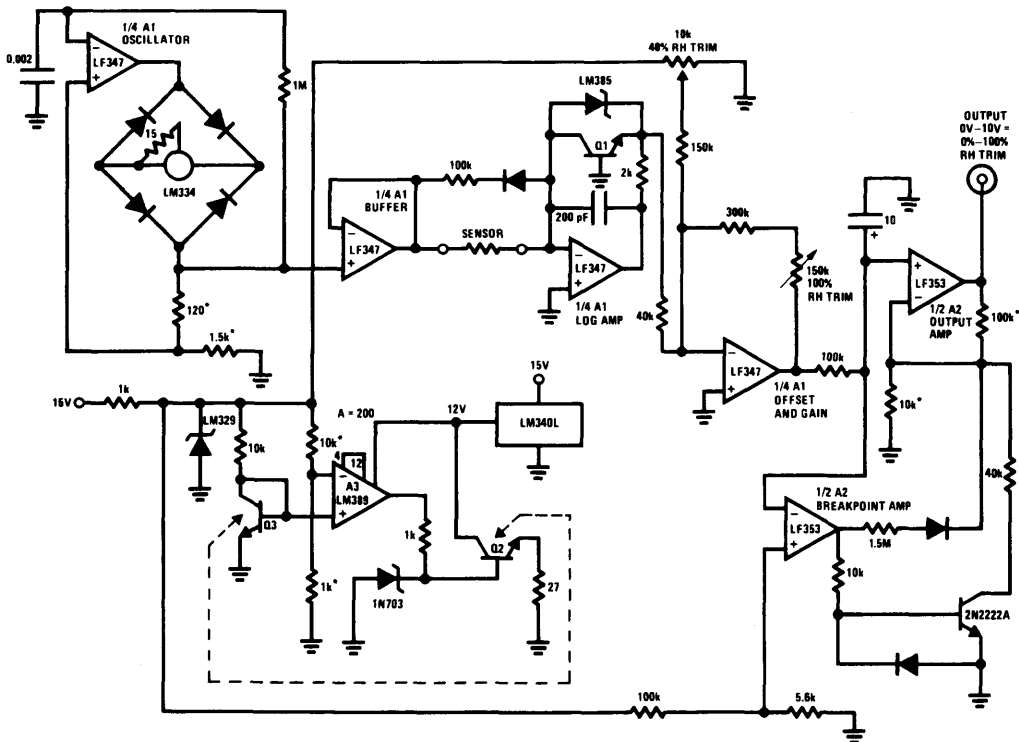 1/4 A1
OSCILLATOR
0.002
LF347
1M
15
LM334
120*
1.5k*
10k
40% RH TRIM
LM385
Q1
2k
150k
100k
1/4 A1
BUFFER
LF347
SENSOR
200 pF
LF347
1/4 A1
LOG AMP
40k
300k
150k
100%
RH TRIM
LF347
1/4 A1
OFFSET
AND GAIN
100k
OUTPUT
0V–10V =
0%–100%
RH TRIM
10
+
LF353
1/2 A2
OUTPUT
AMP
100k*
10k*
40k
15V
1k
LM329
10k
Q3
10k*
A = 200
4
12
A3
LM389
12V
15V
LM340L
1k
Q2
1N703
27
1k*
1/2 A2
BREAKPOINT AMP
LF353
1.5M
10k
2N2222A
100k
5.6k